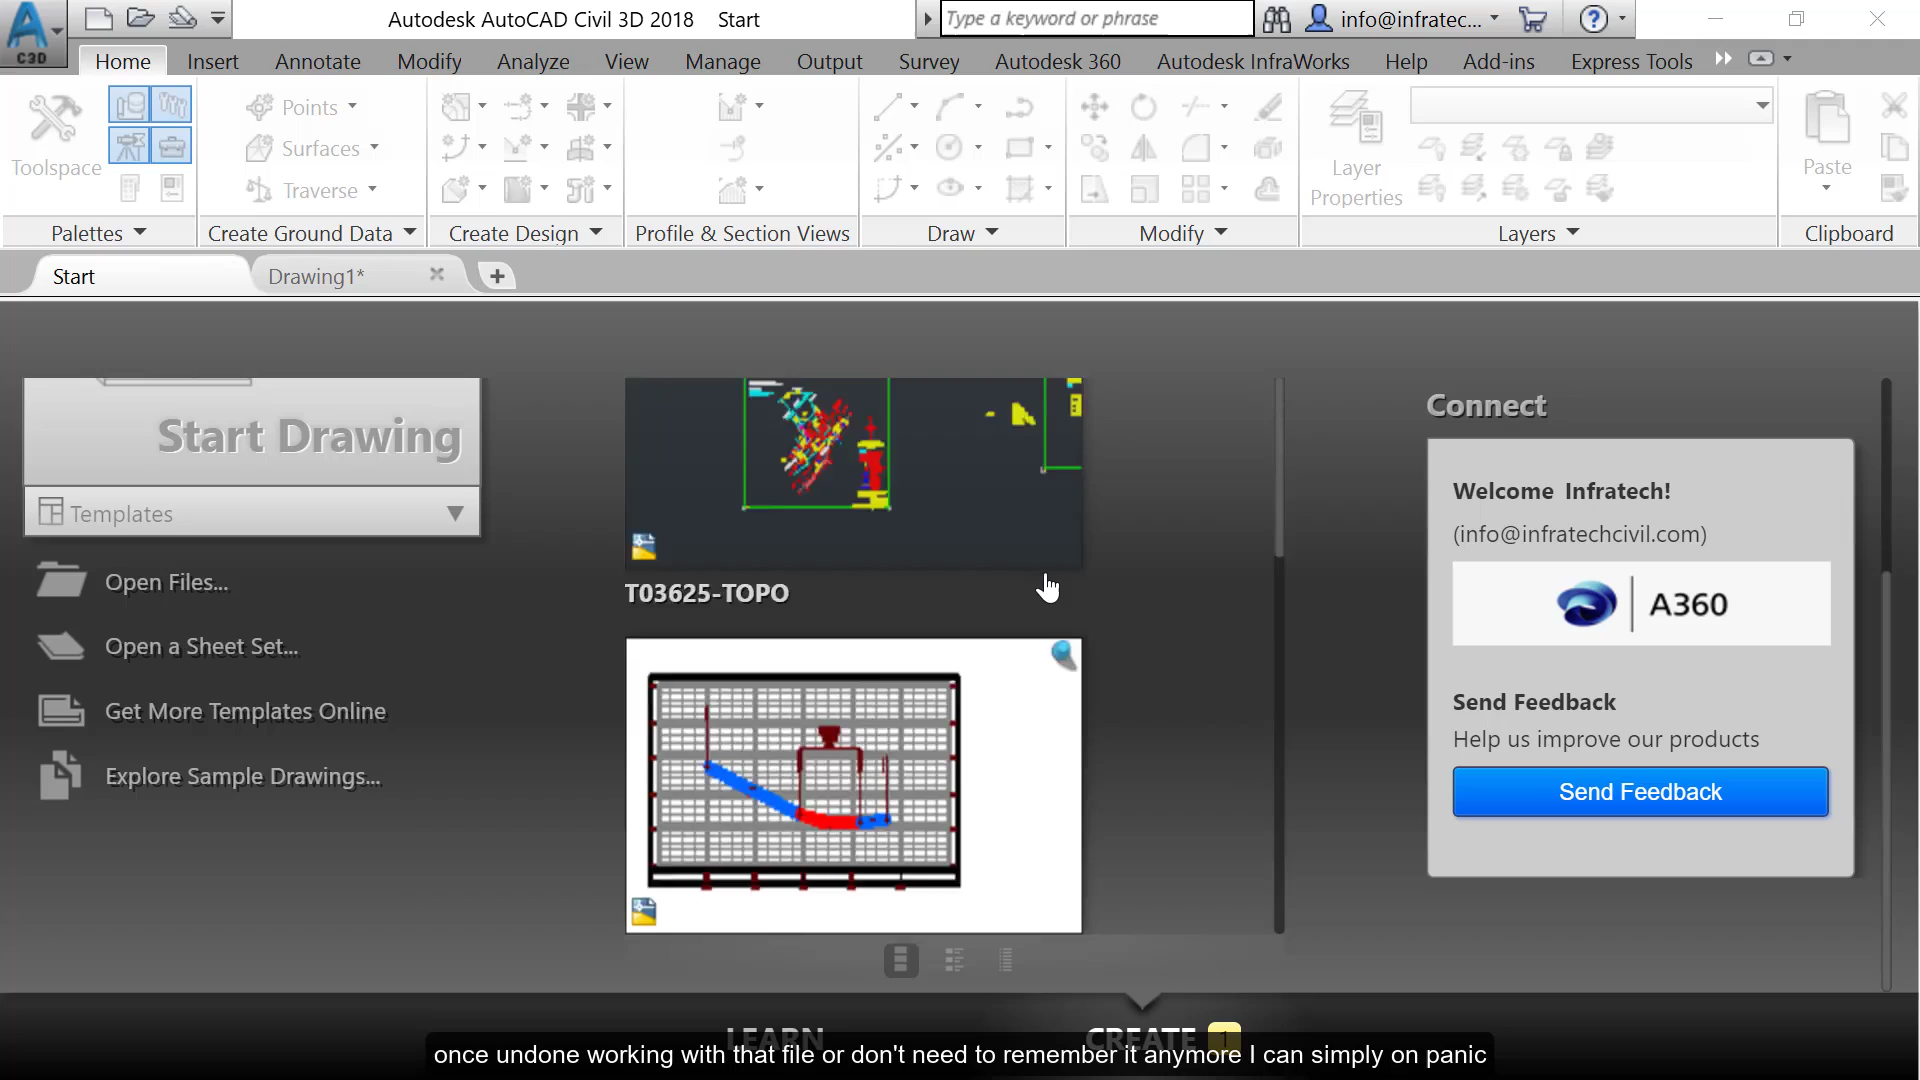 Autodesk AutoCAD Civil 3D 2018 Start
Type a keyword or phrase
info@infratec...
C3D
Home Insert Annotate Modify Analyze View Manage Output Survey Autodesk 360 Autodesk InfraWorks Help Add-ins Express Tools
Toolspace
Points
Surfaces
Traverse
Layer
Properties
Paste
Palettes Create Ground Data Create Design Profile & Section Views Draw Modify Layers Clipboard
Start Drawing1*
Start Drawing
Templates
Open Files...
Open a Sheet Set...
Get More Templates Online
Explore Sample Drawings...
T03625-TOPO
Connect
Welcome Infratech!
(info@infratechcivil.com)
A360
Send Feedback
Help us improve our products
Send Feedback
LEARN CREATE 1
once undone working with that file or don't need to remember it anymore I can simply on panic